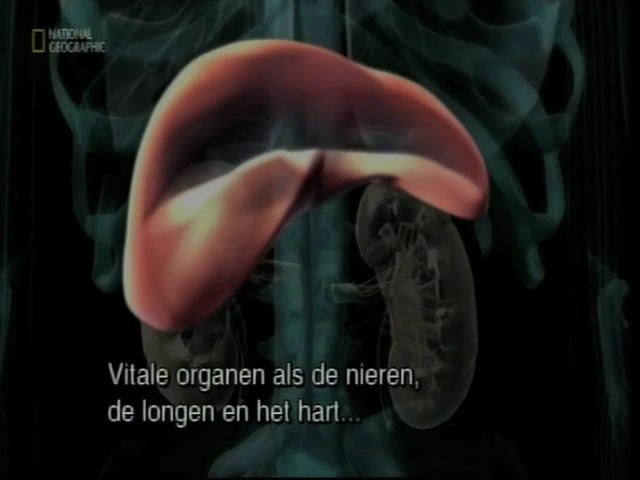 NATIONAL
GEOGRAPHIC
Vitale organen als de nieren,
de longen en het hart...